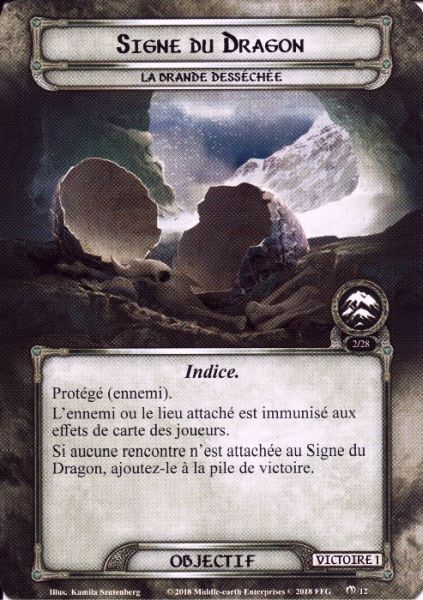 Signe du Dragon
La Brande Desséchée
2/28
Indice.
Protégé (ennemi).
L'ennemi ou le lieu attaché est immunisé aux
effets de carte des joueurs.
Si aucune rencontre n'est attachée au Signe du
Dragon, ajoutez-le à la pile de victoire.
Objectif
Victoire 1
Illus. Kamila Szutenberg
© 2018 Middle-earth Enterprises © 2018 FFG
12